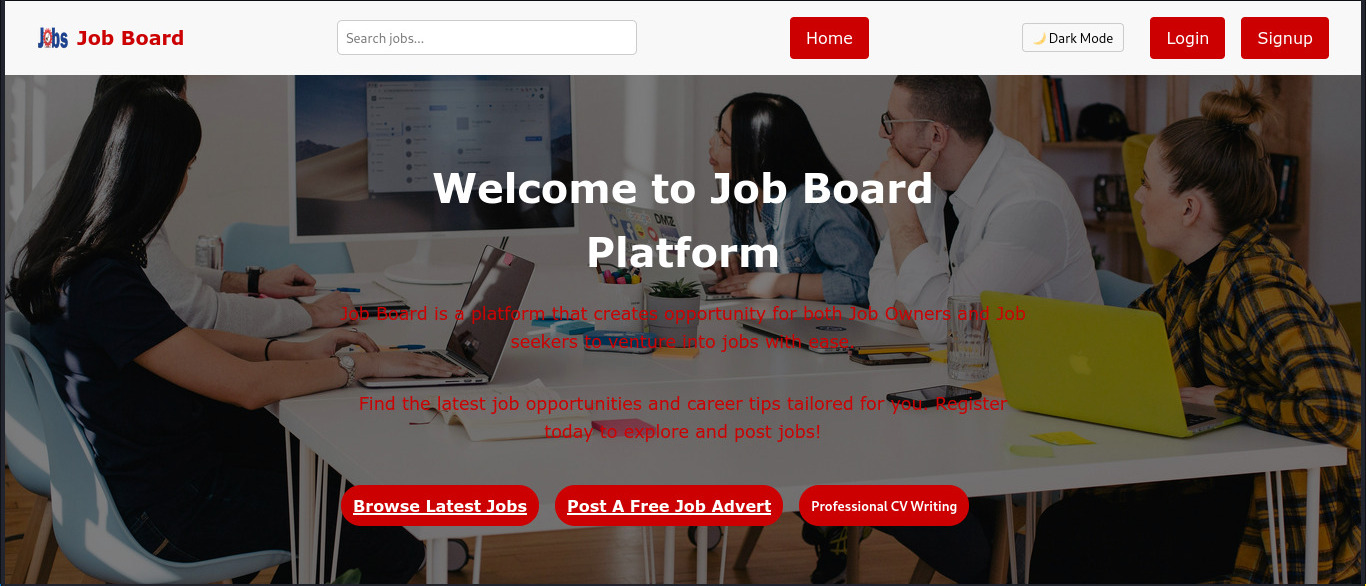 Jobs Job Board
Search jobs...
Home
🌙 Dark Mode
Login
Signup
Welcome to Job Board
Platform
Job Board is a platform that creates opportunity for both Job Owners and Job
seekers to venture into jobs with ease.
Find the latest job opportunities and career tips tailored for you. Register
today to explore and post jobs!
Browse Latest Jobs
Post A Free Job Advert
Professional CV Writing